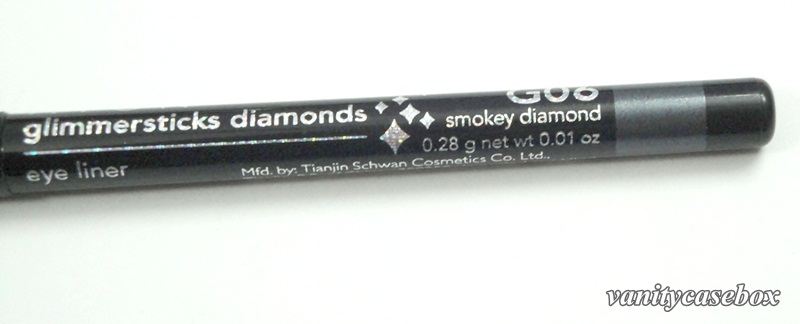 glimmersticks diamonds
eye liner
smokey diamond
0.28 g net wt 0.01 oz
Mfd. by: Tianjin Schwan Cosmetics Co. Ltd.,
vanitycasebox